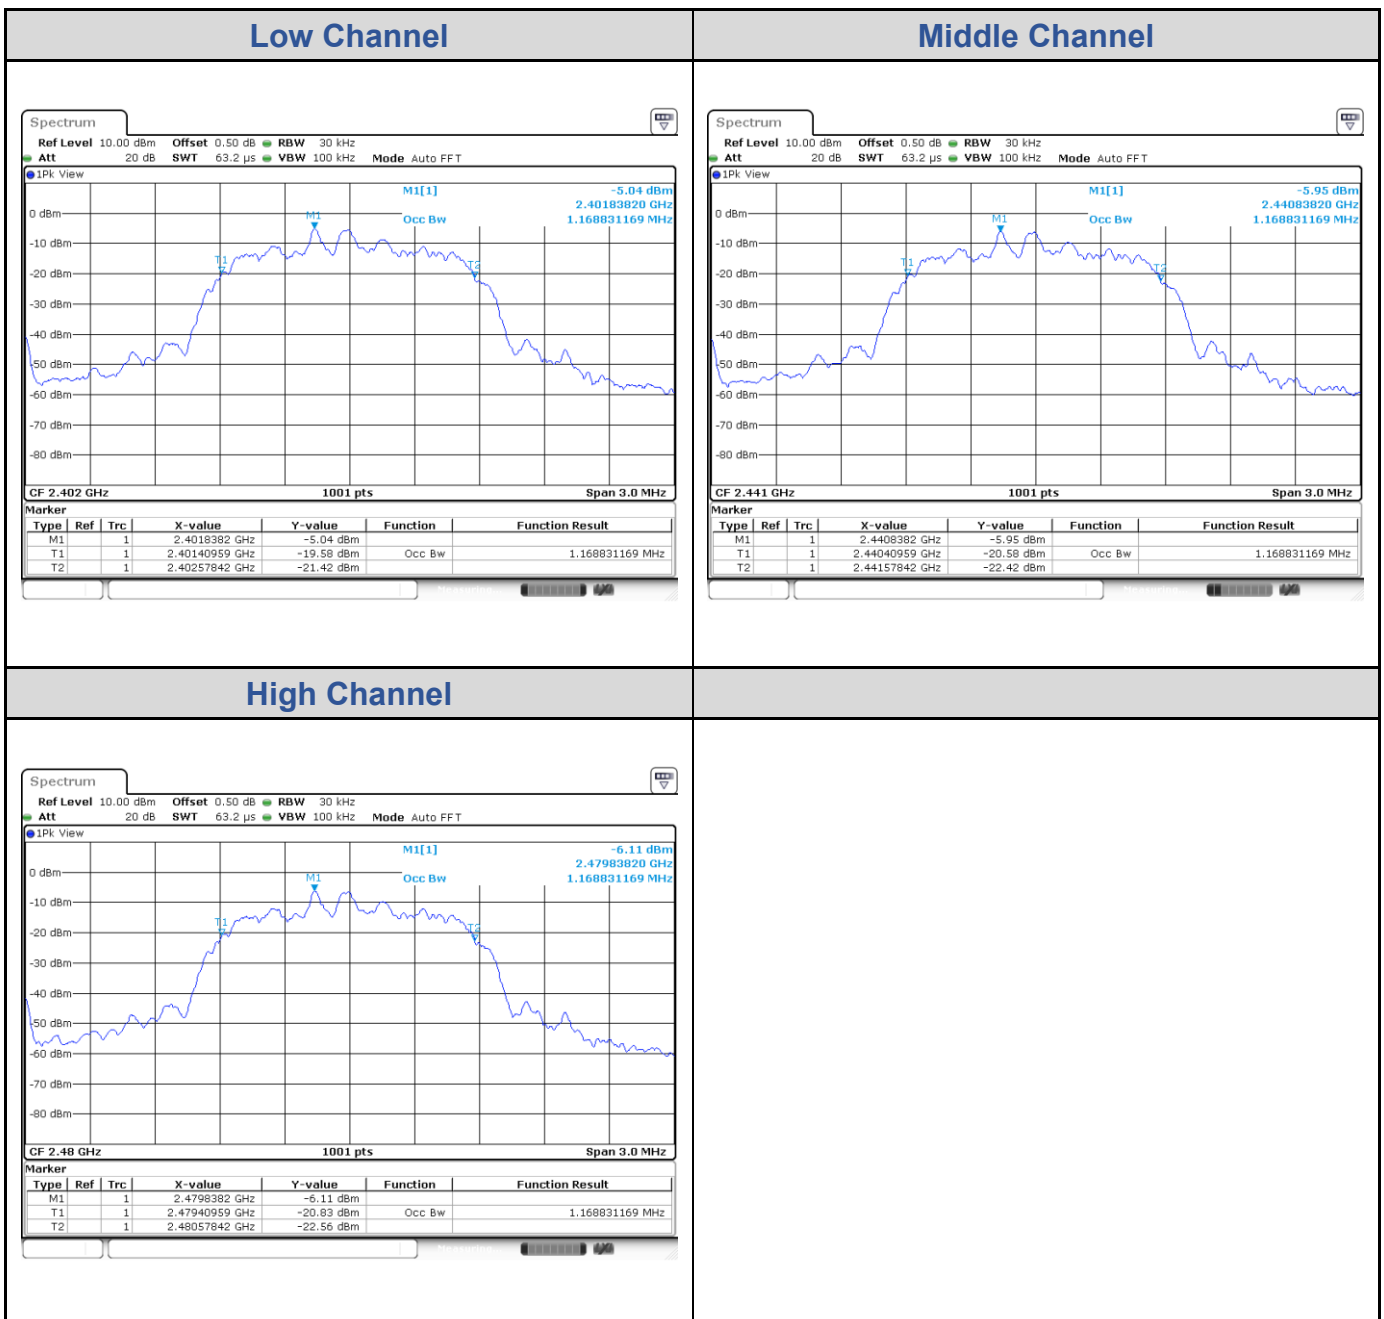 Low Channel
Middle Channel
Spectrum
Ref Level 10.00 dBm Offset 0.50 dB RBW 30 kHz
Att 20 dB SWT 63.2 µs VBW 100 kHz Mode Auto FFT
1Pk View
M1[1] -5.04 dBm
2.40183820 GHz
Occ Bw 1.168831169 MHz
0 dBm
M1
-10 dBm
T1
T2
-20 dBm
-30 dBm
-40 dBm
-50 dBm
-60 dBm
-70 dBm
-80 dBm
CF 2.402 GHz 1001 pts Span 3.0 MHz
Marker
Type Ref Trc X-value Y-value Function Function Result
M1 1 2.4018382 GHz -5.04 dBm
T1 1 2.40140959 GHz -19.58 dBm Occ Bw 1.168831169 MHz
T2 1 2.40257842 GHz -21.42 dBm
Spectrum
Ref Level 10.00 dBm Offset 0.50 dB RBW 30 kHz
Att 20 dB SWT 63.2 µs VBW 100 kHz Mode Auto FFT
1Pk View
M1[1] -5.95 dBm
2.44083820 GHz
Occ Bw 1.168831169 MHz
0 dBm
M1
-10 dBm
T1
T2
-20 dBm
-30 dBm
-40 dBm
-50 dBm
-60 dBm
-70 dBm
-80 dBm
CF 2.441 GHz 1001 pts Span 3.0 MHz
Marker
Type Ref Trc X-value Y-value Function Function Result
M1 1 2.4408382 GHz -5.95 dBm
T1 1 2.44040959 GHz -20.58 dBm Occ Bw 1.168831169 MHz
T2 1 2.44157842 GHz -22.42 dBm
High Channel
Spectrum
Ref Level 10.00 dBm Offset 0.50 dB RBW 30 kHz
Att 20 dB SWT 63.2 µs VBW 100 kHz Mode Auto FFT
1Pk View
M1[1] -6.11 dBm
2.47983820 GHz
Occ Bw 1.168831169 MHz
0 dBm
M1
-10 dBm
T1
T2
-20 dBm
-30 dBm
-40 dBm
-50 dBm
-60 dBm
-70 dBm
-80 dBm
CF 2.48 GHz 1001 pts Span 3.0 MHz
Marker
Type Ref Trc X-value Y-value Function Function Result
M1 1 2.4798382 GHz -6.11 dBm
T1 1 2.47940959 GHz -20.83 dBm Occ Bw 1.168831169 MHz
T2 1 2.48057842 GHz -22.56 dBm